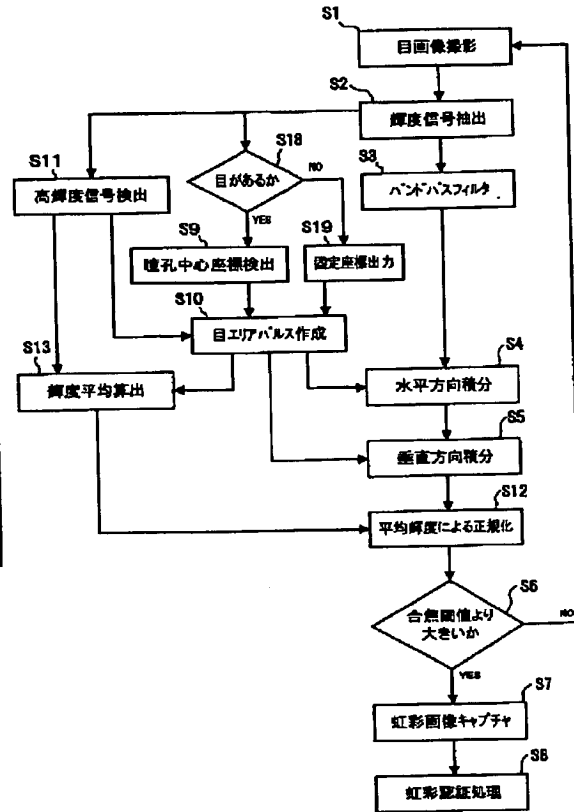 S1
目画像撮影
S2
輝度信号抽出
S18
目があるか
NO
YES
S3
バンドパスフィルタ
S11
高輝度信号検出
S9
瞳孔中心座標検出
S19
固定座標出力
S10
目エリアパルス作成
S13
輝度平均算出
S4
水平方向積分
S5
垂直方向積分
S12
平均輝度による正規化
S6
合焦閾値より
大きいか
NO
YES
S7
虹彩画像キャプチャ
S8
虹彩認証処理